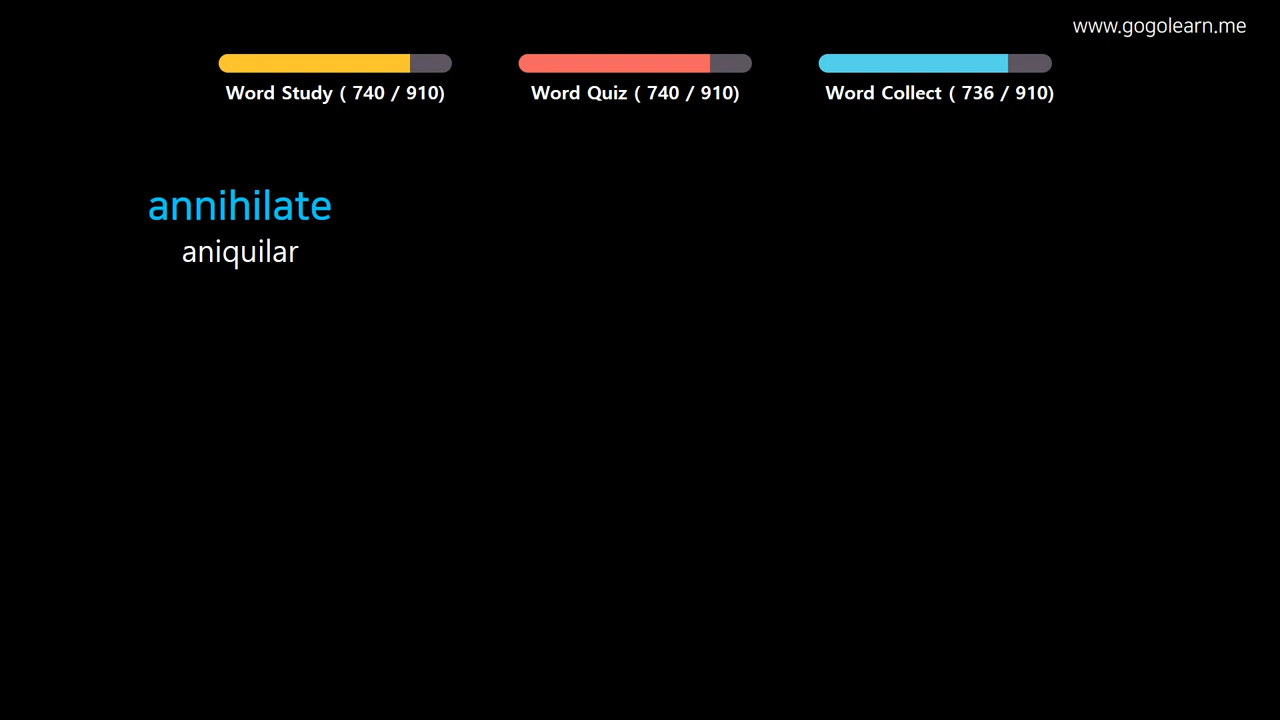 www.gogolearn.me
Word Study ( 740 / 910)
Word Quiz ( 740 / 910)
Word Collect ( 736 / 910)
annihilate
aniquilar